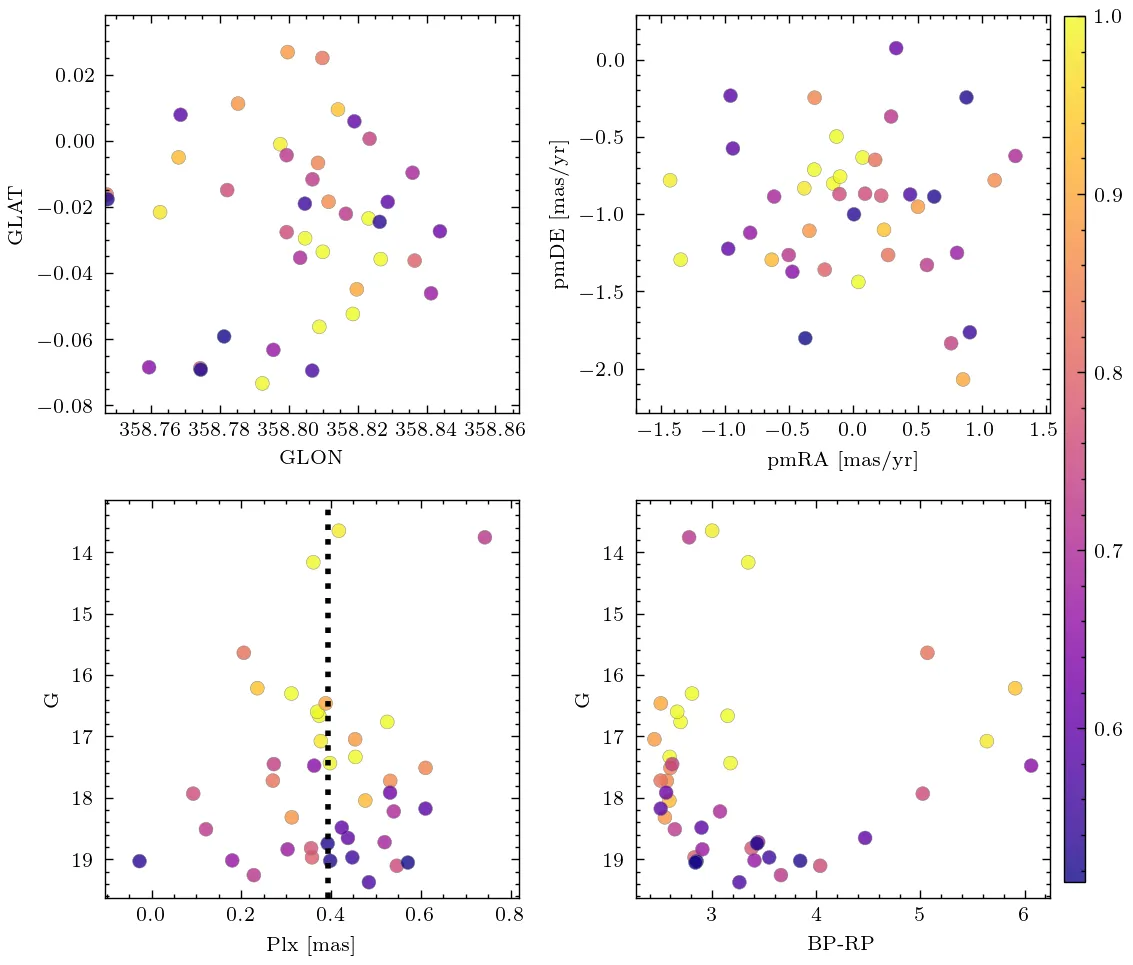 0.02
0.00
−0.02
−0.04
−0.06
−0.08
GLAT
358.76 358.78 358.80 358.82 358.84 358.86
GLON
0.0
−0.5
−1.0
−1.5
−2.0
pmDE [mas/yr]
−1.5 −1.0 −0.5 0.0 0.5 1.0 1.5
pmRA [mas/yr]
1.0
0.9
0.8
0.7
0.6
14
15
16
17
18
19
G
0.0 0.2 0.4 0.6 0.8
Plx [mas]
14
15
16
17
18
19
G
3 4 5 6
BP-RP